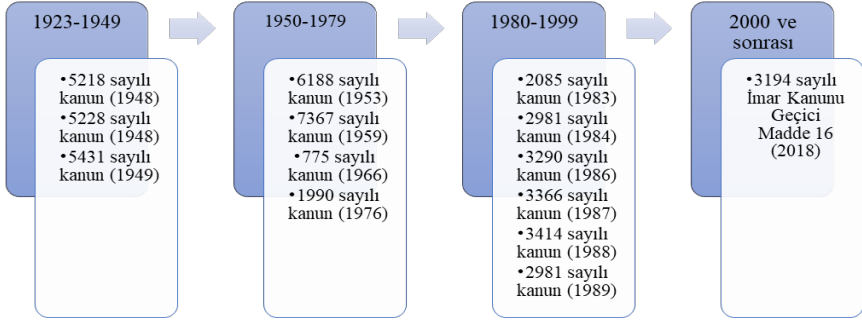 1923-1949
•5218 sayılı
kanun (1948)
•5228 sayılı
kanun (1948)
•5431 sayılı
kanun (1949)
1950-1979
•6188 sayılı
kanun (1953)
•7367 sayılı
kanun (1959)
•775 sayılı
kanun (1966)
•1990 sayılı
kanun (1976)
1980-1999
•2085 sayılı
kanun (1983)
•2981 sayılı
kanun (1984)
•3290 sayılı
kanun (1986)
•3366 sayılı
kanun (1987)
•3414 sayılı
kanun (1988)
•2981 sayılı
kanun (1989)
2000 ve
sonrası
•3194 sayılı
İmar Kanunu
Geçici
Madde 16
(2018)